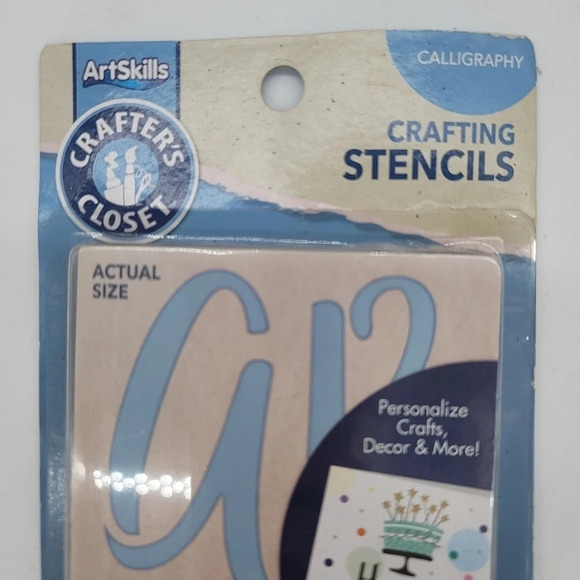 ArtSkills
CRAFTER'S
CLOSET
CALLIGRAPHY
CRAFTING
STENCILS
ACTUAL
SIZE
a
Personalize
Crafts,
Decor & More!
H